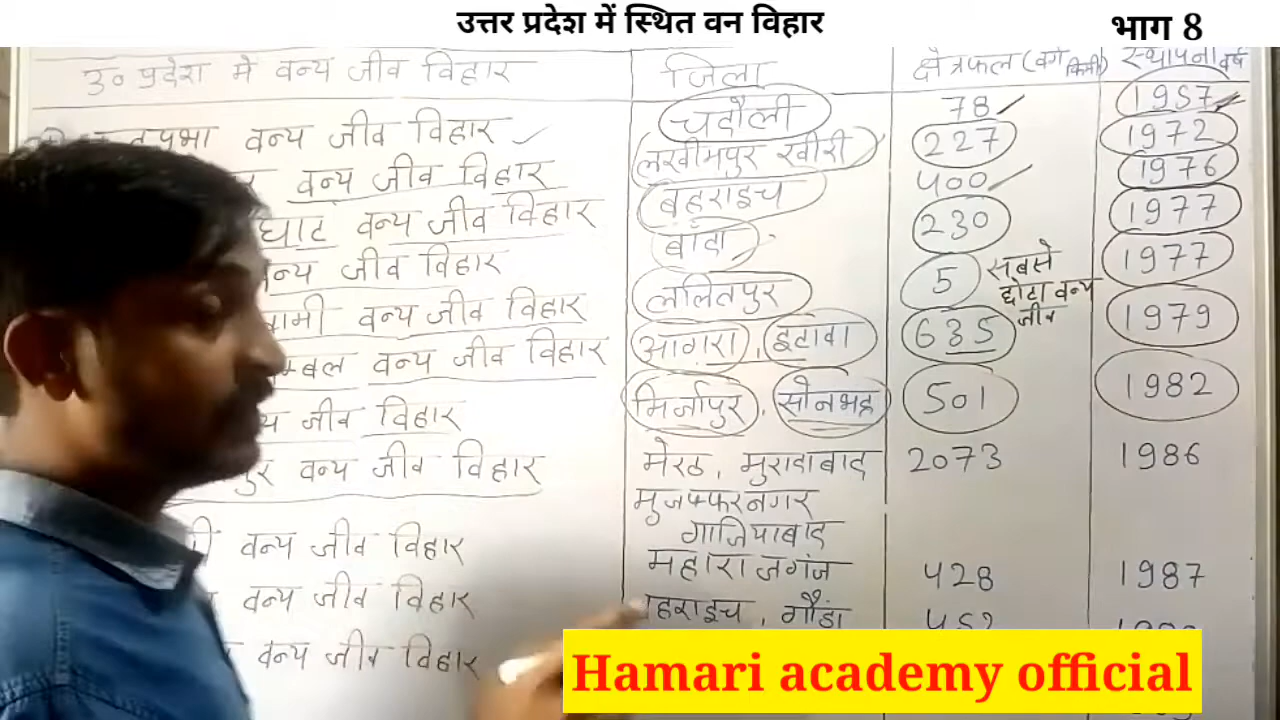 उत्तर प्रदेश में स्थित वन विहार भाग 8
उ० प्रदेश में वन्य जीव विहार जिला क्षेत्रफल (वर्ग किमी) स्थापना वर्ष
वन्य जीव विहार चंदौली 78 1957
वन्य जीव विहार लखीमपुर खीरी 227 1972
घाट वन्य जीव विहार बहराइच 400 1976
वन्य जीव विहार बाँदा 230 1977
वामी वन्य जीव विहार ललितपुर 5 सबसे छोटा वन्य जीव 1977
म्बल वन्य जीव विहार आगरा, इटावा 635 1979
य जीव विहार मिर्जापुर, सोनभद्र 501 1982
पुर वन्य जीव विहार मेरठ, मुरादाबाद 2073 1986
मुजफ्फरनगर
गाजियाबाद
वन्य जीव विहार महाराजगंज 428 1987
वन्य जीव विहार बहराइच, गौंडा
वन्य जीव विहार
Hamari academy official